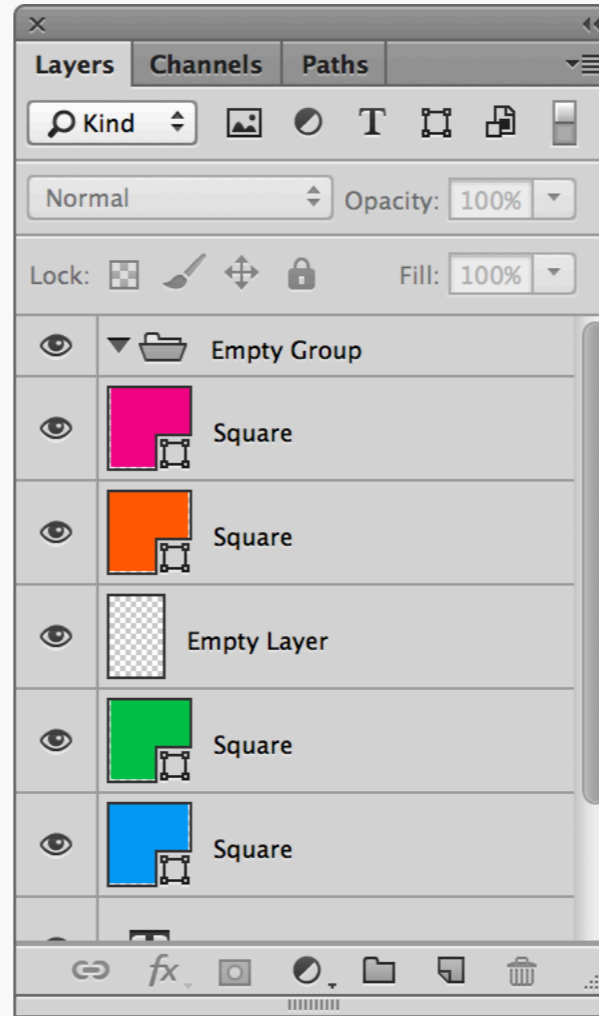 Layers Channels Paths
Kind T
Normal Opacity: 100%
Lock: Fill: 100%
Empty Group
Square
Square
Empty Layer
Square
Square
fx